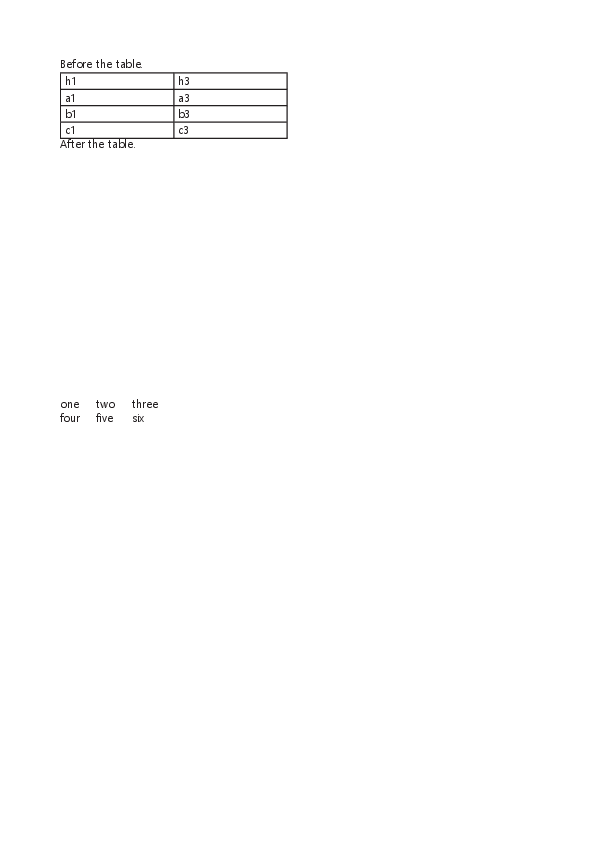 Before the table.
h1 h3
a1 a3
b1 b3
c1 c3
After the table.
one two three
four five six